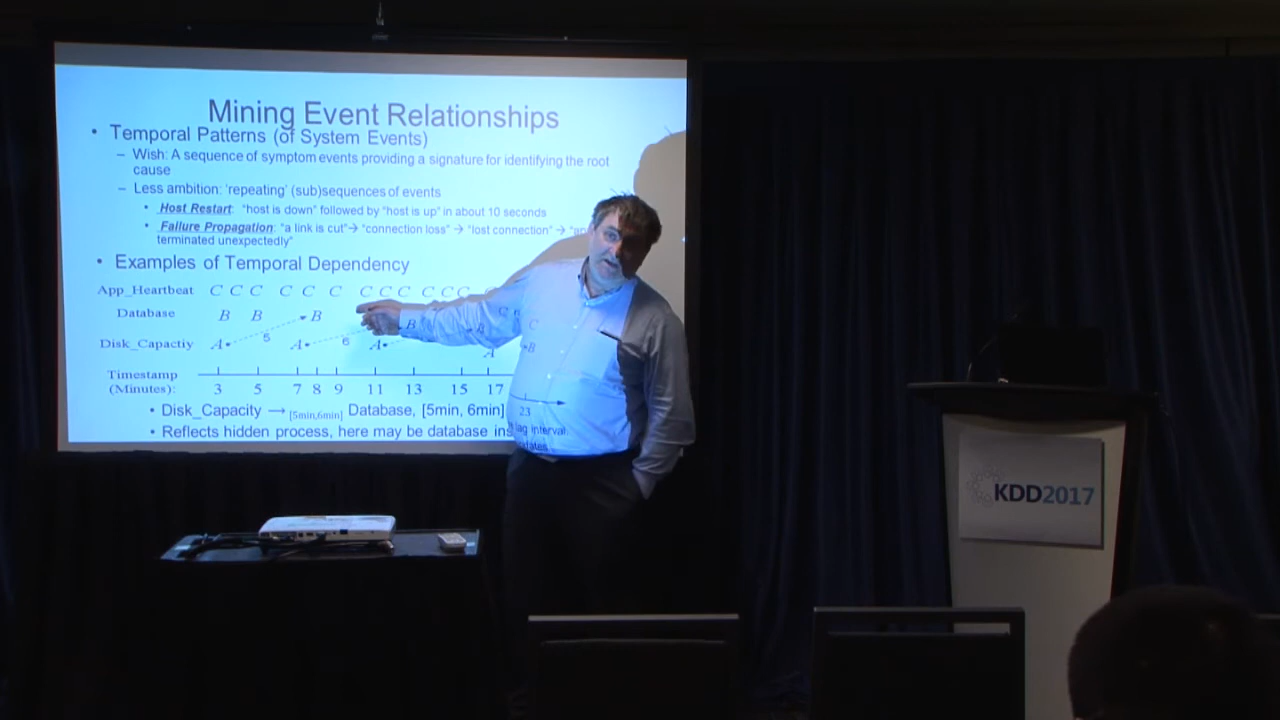 Mining Event Relationships
• Temporal Patterns (of System Events)
– Wish: A sequence of symptom events providing a signature for identifying the root
cause
– Less ambition: 'repeating' (sub)sequences of events
• Host Restart: "host is down" followed by "host is up" in about 10 seconds
• Failure Propagation: "a link is cut"→ "connection loss" → "lost connection" → "ap
terminated unexpectedly"
• Examples of Temporal Dependency
App_Heartbeat C C C C C C C C C C C C
Database B B B B B
Disk_Capactiy A 5 A 6 A A B
Timestamp
(Minutes): 3 5 7 8 9 11 13 15 17
• Disk_Capacity → [5min,6min] Database, [5min, 6min] 23
• Reflects hidden process, here may be database ins lag interval.
KDD2017